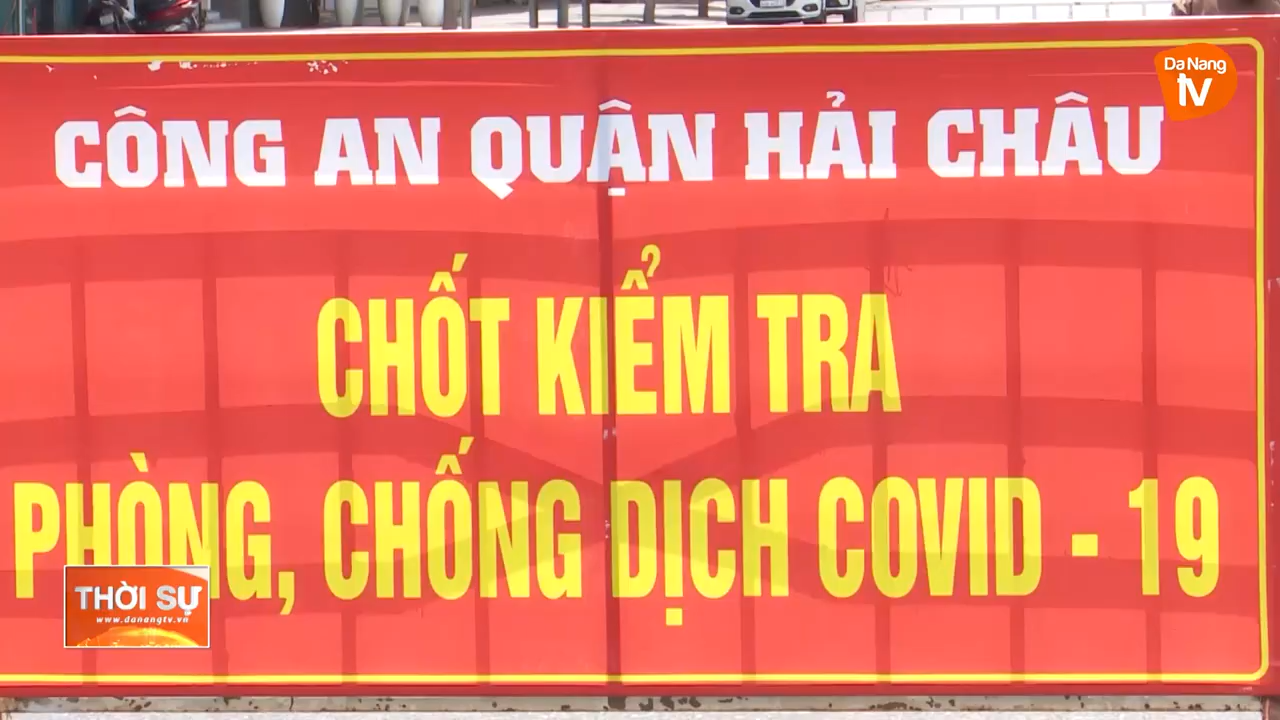 Da Nang
tv
CÔNG AN QUẬN HẢI CHÂU
CHỐT KIỂM TRA
PHÒNG, CHỐNG DỊCH COVID - 19
THỜI SỰ
www.danangtv.vn